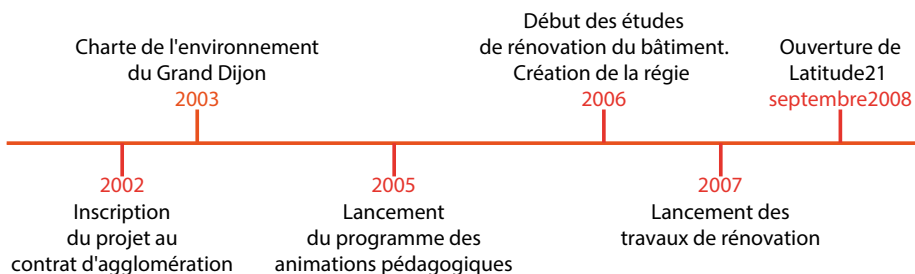 Charte de l'environnement
du Grand Dijon
2003
Début des études
de rénovation du bâtiment.
Création de la régie
2006
Ouverture de
Latitude21
septembre2008
2002
Inscription
du projet au
contrat d'agglomération
2005
Lancement
du programme des
animations pédagogiques
2007
Lancement des
travaux de rénovation